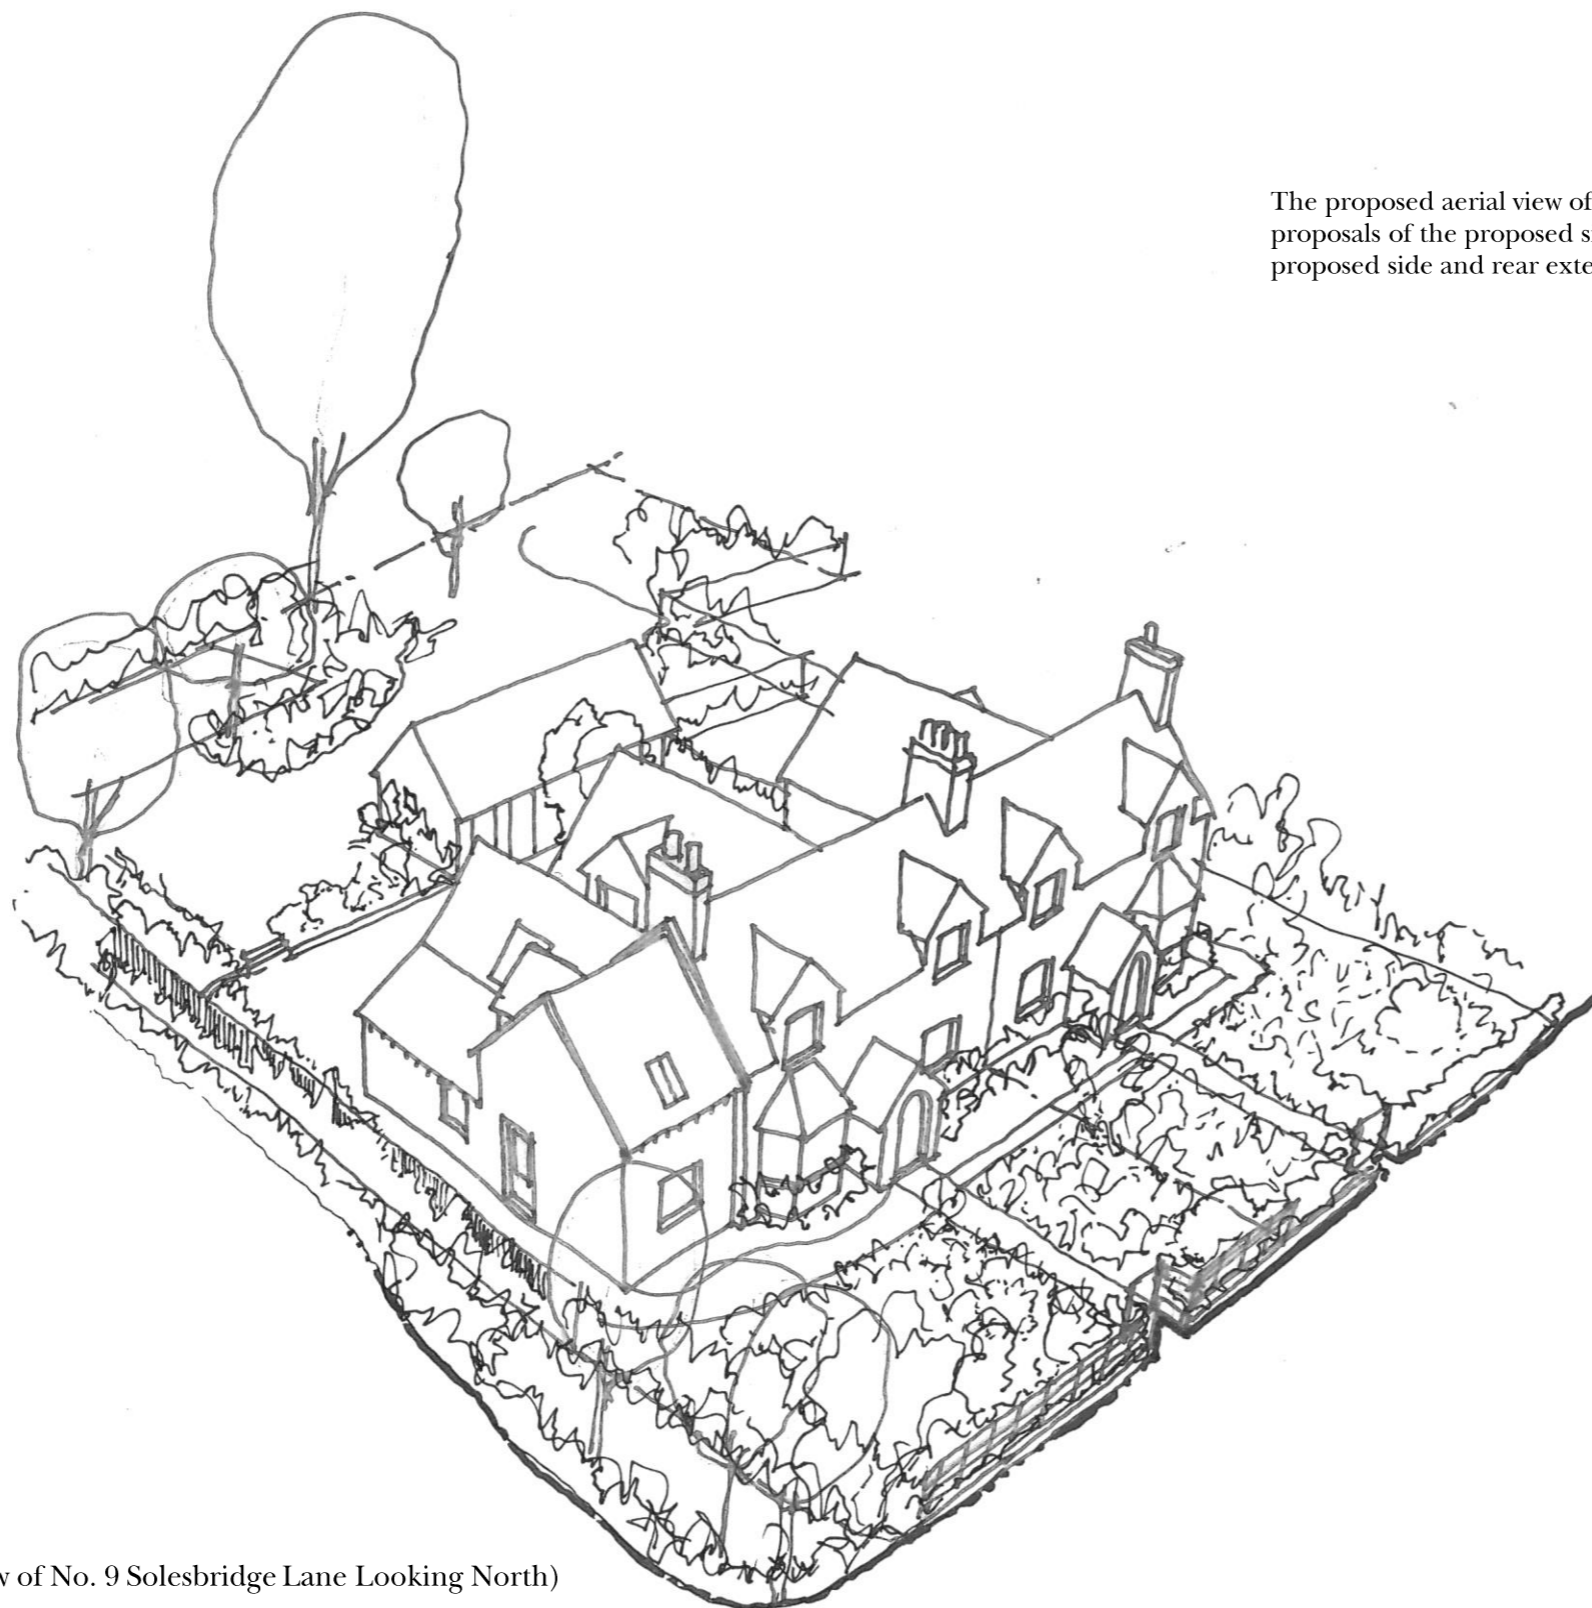 The proposed aerial view of
proposals of the proposed
proposed side and rear
of No. 9 Solesbridge Lane Looking North)